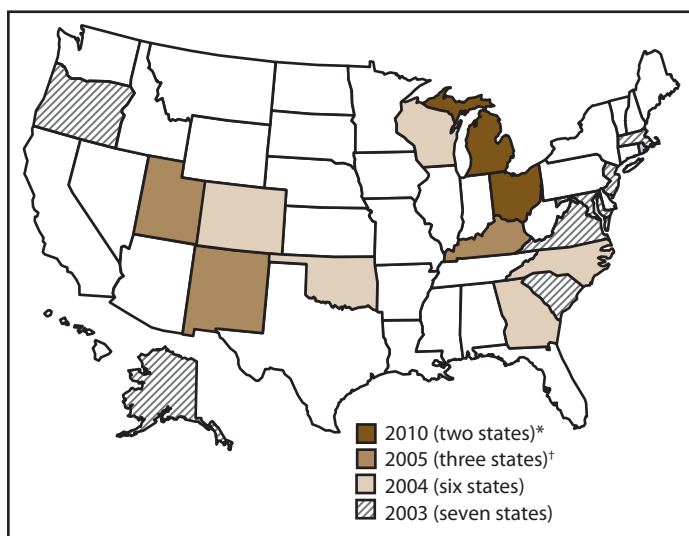 2010 (two states)*
2005 (three states)†
2004 (six states)
2003 (seven states)